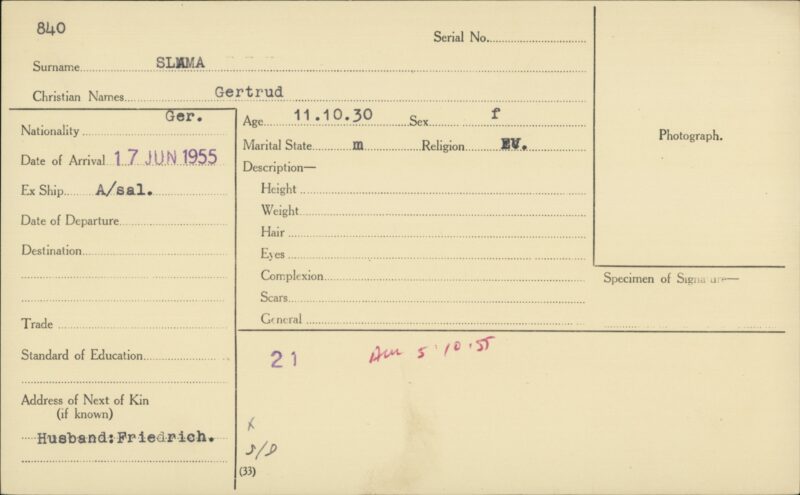 840
Serial No.
Surname SLAMA
Christian Names Gertrud
Nationality Ger.
Date of Arrival 17 JUN 1955
Ex Ship A/sal.
Date of Departure
Destination
Trade
Standard of Education
Address of Next of Kin
(if known)
Husband:Friedrich.
Age 11.10.30 Sex f
Marital State m Religion EV.
Description—
Height
Weight
Hair
Eyes
Complexion
Scars
General
Photograph.
Specimen of Signature—
21
5.10.55
x
S/D
(33)